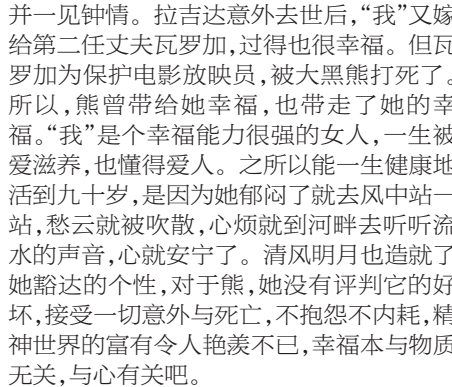 并一见钟情。拉吉达意外去世后，“我”又嫁
给第二任丈夫瓦罗加，过得也很幸福。但瓦
罗加为保护电影放映员，被大黑熊打死了。
所以，熊曾带给她幸福，也带走了她的幸
福。“我”是个幸福能力很强的女人，一生被
爱滋养，也懂得爱人。之所以能一生健康地
活到九十岁，是因为她郁闷了就去风中站一
站，愁云就被吹散，心烦就到河畔去听听流
水的声音，心就安宁了。清风明月也造就了
她豁达的个性，对于熊，她没有评判它的好
坏，接受一切意外与死亡，不抱怨不内耗，精
神世界的富有令人艳羡不已，幸福本与物质
无关，与心有关吧。